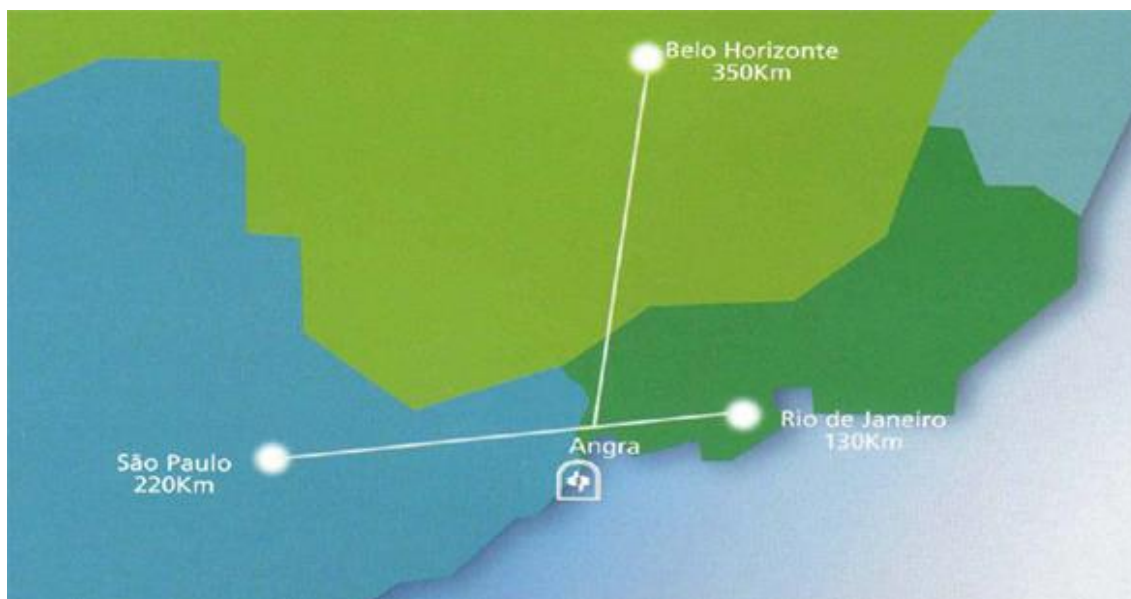 Belo Horizonte
350Km
Rio de Janeiro
130Km
Angra
São Paulo
220Km